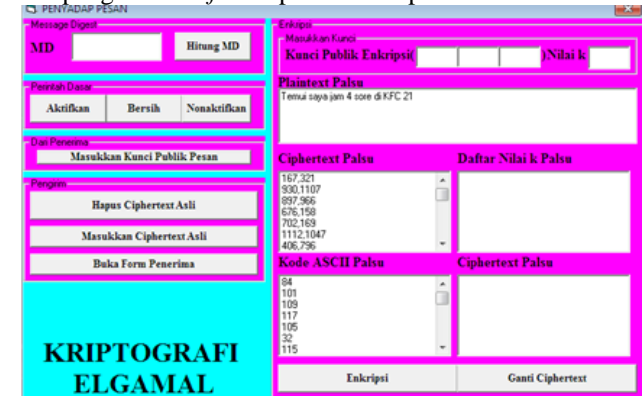 PENYADAP PESAN
Message Digest
MD
Hitung MD
Perintah Dasar
Aktifkan
Bersih
Nonaktifkan
Dari Penerima
Masukkan Kunci Publik Pesan
Pengirim
Hapus Ciphertext Asli
Masukkan Ciphertext Asli
Buka Form Penerima
KRIPTOGRAFI
ELGAMAL
Enkripsi
Masukkan Kunci
Kunci Publik Enkripsi( )Nilai k
Plaintext Palsu
Temui saya jam 4 sore di KFC 21
Ciphertext Palsu
167,321
930,1107
897,966
676,158
702,169
1112,1047
406,796
Daftar Nilai k Palsu
Kode ASCII Palsu
84
101
109
117
105
32
115
Ciphertext Palsu
Enkripsi
Ganti Ciphertext